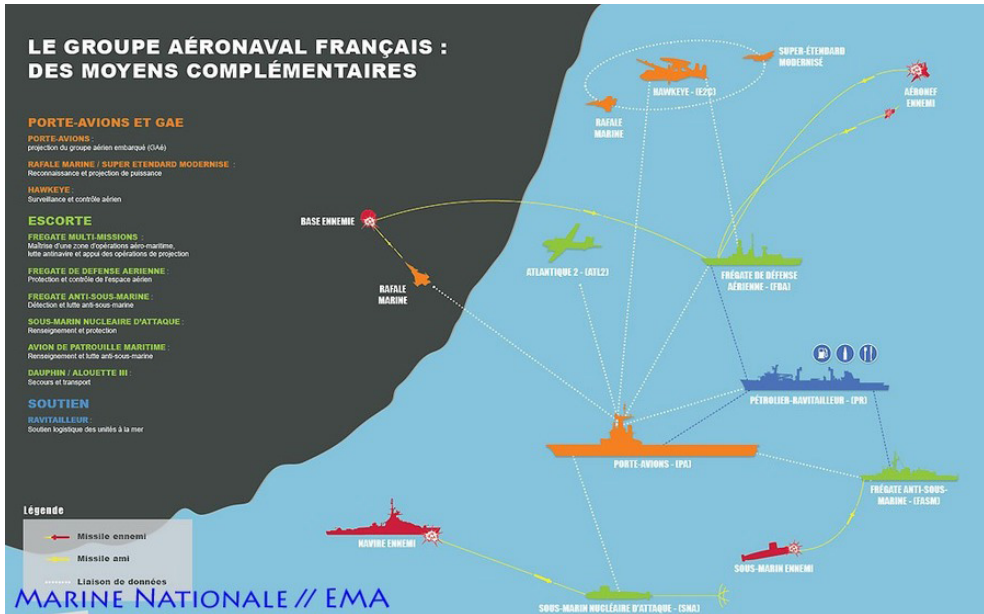 LE GROUPE AÉRONAVAL FRANÇAIS :
DES MOYENS COMPLÉMENTAIRES
PORTE-AVIONS ET GAE
PORTE-AVIONS :
projection du groupe aérien embarqué (GAé)
RAFALE MARINE / SUPER ETENDARD MODERNISE :
Reconnaissance et projection de puissance
HAWKEYE :
Surveillance et contrôle aérien
ESCORTE
FREGATE MULTI-MISSIONS :
Maîtrise d'une zone d'opérations aéro-maritime,
lutte antinavire et appui des opérations de projection
FREGATE DE DEFENSE AERIENNE :
Protection et contrôle de l'espace aérien
FREGATE ANTI-SOUS-MARINE :
Détection et lutte anti-sous-marine
SOUS-MARIN NUCLEAIRE D'ATTAQUE :
Renseignement et protection
AVION DE PATROUILLE MARITIME :
Renseignement et lutte anti-sous-marine
DAUPHIN / ALOUETTE III :
Secours et transport
SOUTIEN
RAVITAILLEUR :
Soutien logistique des unités à la mer
SUPER-ÉTENDARD
MODERNISÉ
HAWKEYE - (E2C)
RAFALE
MARINE
AÉRONEF
ENNEMI
BASE ENNEMIE
RAFALE
MARINE
ATLANTIQUE 2 - (ATL2)
FRÉGATE DE DÉFENSE
AÉRIENNE - (FDA)
PÉTROLIER-RAVITAILLEUR - (PR)
PORTE-AVIONS - (PA)
FRÉGATE ANTI-SOUS-
MARINE - (FASM)
NAVIRE ENNEMI
SOUS-MARIN ENNEMI
SOUS-MARIN NUCLÉAIRE D'ATTAQUE - (SNA)
Légende
Missile ennemi
Missile ami
Liaison de données
MARINE NATIONALE // EMA